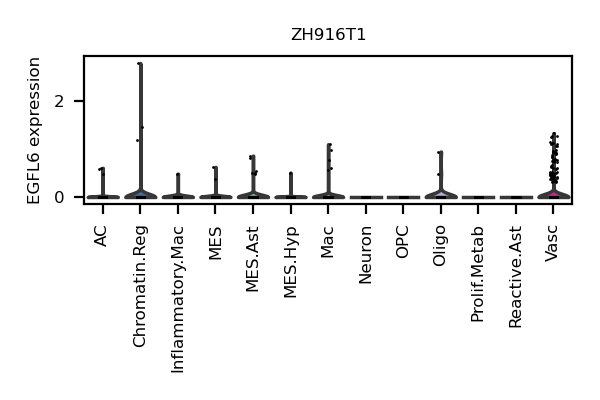 ZH916T1
EGFL6 expression
2
0
AC
Chromatin.Reg
Inflammatory.Mac
MES
MES.Ast
MES.Hyp
Mac
Neuron
OPC
Oligo
Prolif.Metab
Reactive.Ast
Vasc